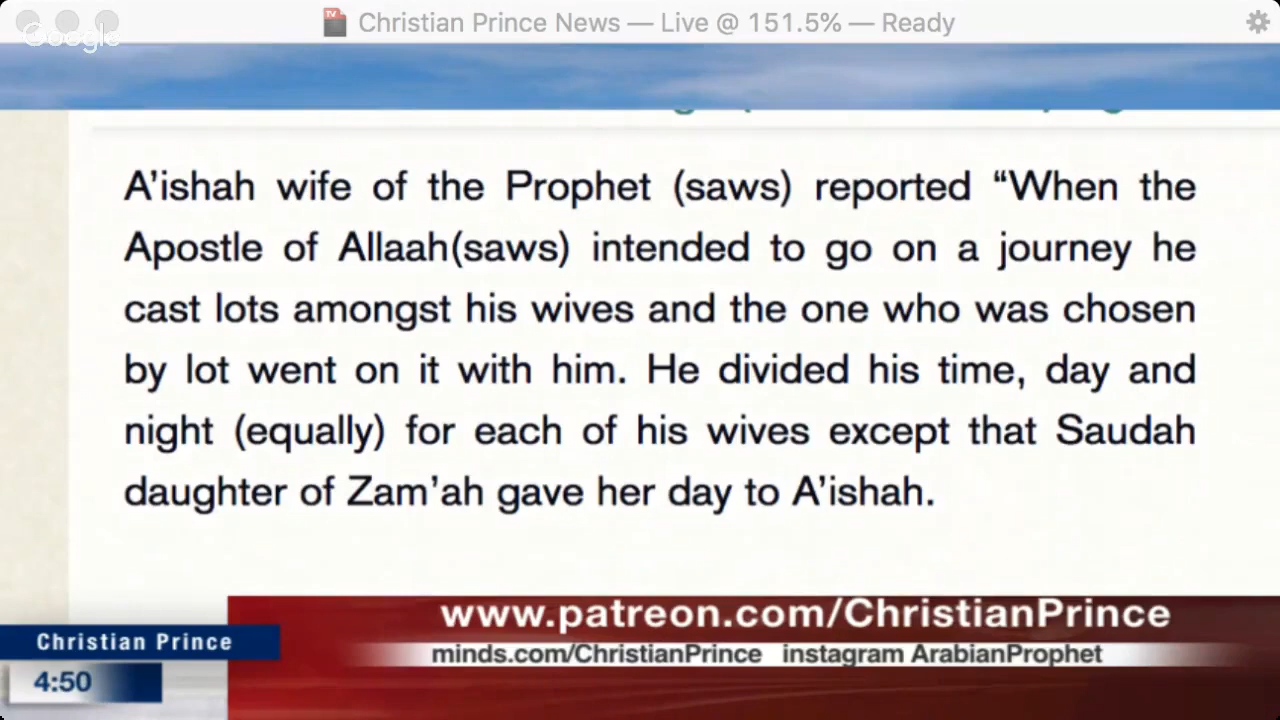 Google
TV
Christian Prince News — Live @ 151.5% — Ready
A’ishah wife of the Prophet (saws) reported “When the
Apostle of Allaah(saws) intended to go on a journey he
cast lots amongst his wives and the one who was chosen
by lot went on it with him. He divided his time, day and
night (equally) for each of his wives except that Saudah
daughter of Zam’ah gave her day to A’ishah.
www.patreon.com/ChristianPrince
Christian Prince
minds.com/ChristianPrince instagram ArabianProphet
4:50